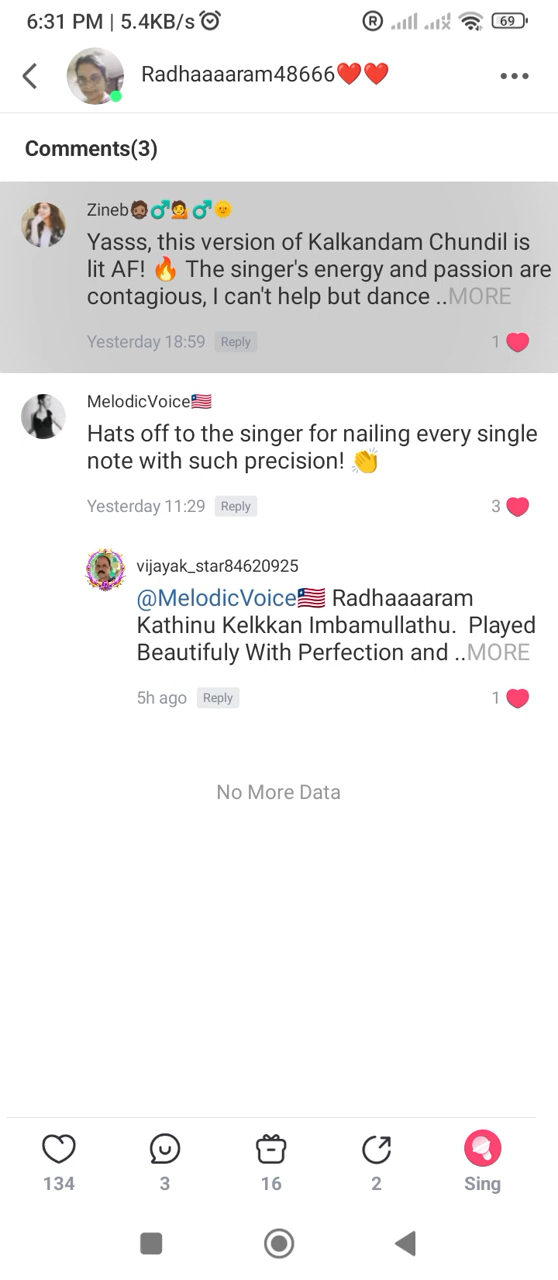 6:31 PM | 5.4KB/s
R
69
Radhaaaaram48666❤️❤️
Comments(3)
Zineb🧔🏾♂️💁♂️🌞
Yasss, this version of Kalkandam Chundil is
lit AF! 🔥 The singer's energy and passion are
contagious, I can't help but dance ..MORE
Yesterday 18:59 Reply 1
MelodicVoice🇱🇷
Hats off to the singer for nailing every single
note with such precision! 👏
Yesterday 11:29 Reply 3
vijayak_star84620925
@MelodicVoice🇱🇷 Radhaaaaram
Kathinu Kelkkan Imbamullathu. Played
Beautifuly With Perfection and ..MORE
5h ago Reply 1
No More Data
134 3 16 2 Sing